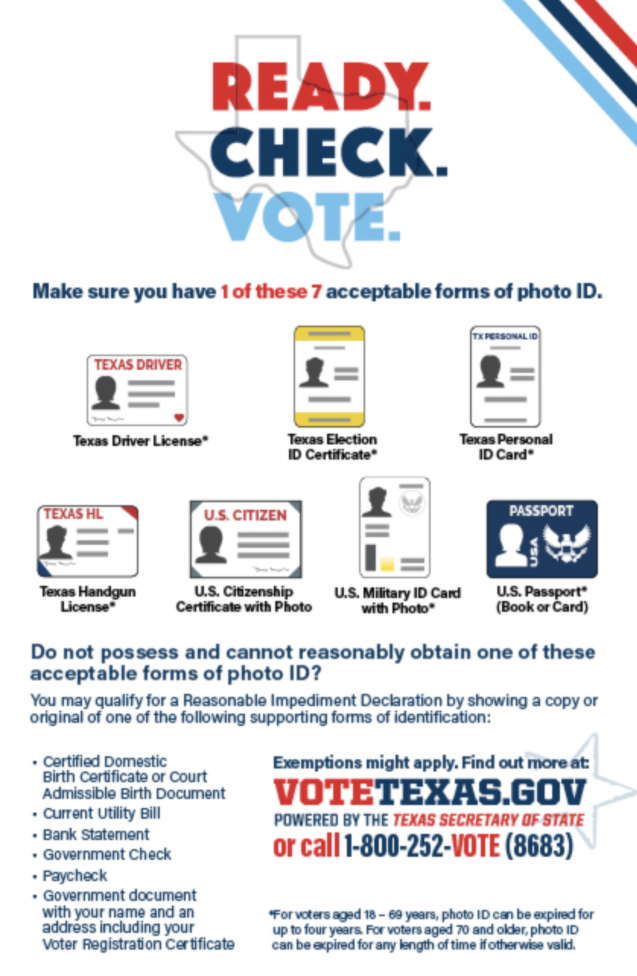 READY.
CHECK.
VOTE.
Make sure you have 1 of these 7 acceptable forms of photo ID.
TEXAS DRIVER
Texas Driver License*
Texas Election
ID Certificate*
TX PERSONAL ID
Texas Personal
ID Card*
TEXAS HL
Texas Handgun
License*
U.S. CITIZEN
U.S. Citizenship
Certificate with Photo
U.S. Military ID Card
with Photo*
PASSPORT
USA
U.S. Passport*
(Book or Card)
Do not possess and cannot reasonably obtain one of these
acceptable forms of photo ID?
You may qualify for a Reasonable Impediment Declaration by showing a copy or
original of one of the following supporting forms of identification:
• Certified Domestic
Birth Certificate or Court
Admissible Birth Document
• Current Utility Bill
• Bank Statement
• Government Check
• Paycheck
• Government document
with your name and an
address including your
Voter Registration Certificate
Exemptions might apply. Find out more at:
VOTETEXAS.GOV
POWERED BY THE TEXAS SECRETARY OF STATE
or call 1-800-252-VOTE (8683)
*For voters aged 18 – 69 years, photo ID can be expired for
up to four years. For voters aged 70 and older, photo ID
can be expired for any length of time if otherwise valid.